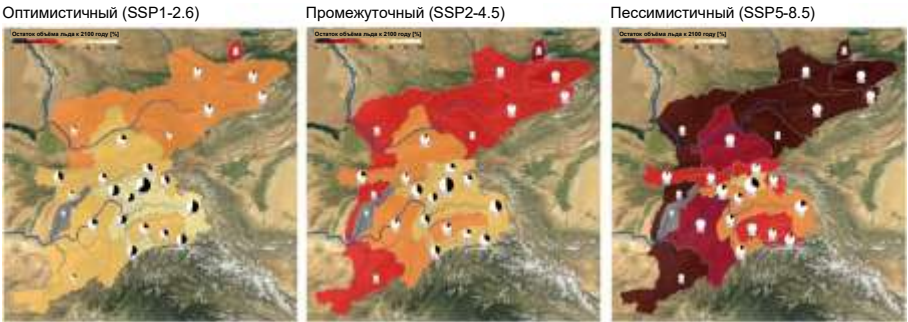 Оптимистичный (SSP1-2.6)
Промежуточный (SSP2-4.5)
Пессимистичный (SSP5-8.5)
Остаток объёма льда к 2100 году [%]
Остаток объёма льда к 2100 году [%]
Остаток объёма льда к 2100 году [%]